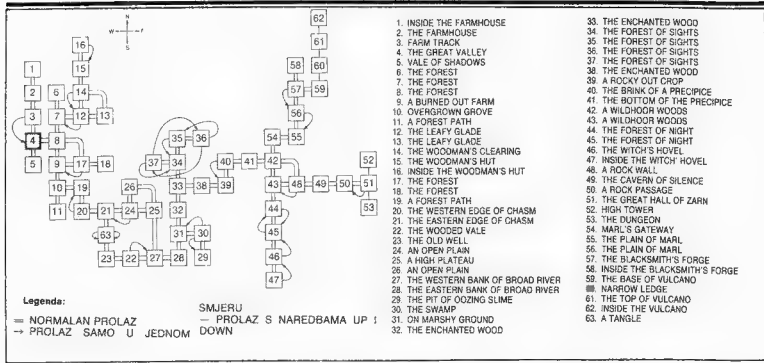 N
62
16
W
S
61
1
15
58
60
2
6
14
57
59
3
7
12
13
56
4
8
35
36
54
55
5
9
17
18
37
34
40
41
42
52
10
19
26
33
38
39
43
48
49
50
51
11
20
21
24
25
32
44
53
63
31
30
45
23
22
27
28
29
46
47
Legenda:
= NORMALAN PROLAZ
→ PROLAZ SAMO U JEDNOM
SMJERU
— PROLAZ S NAREDBAMA UP I
DOWN
1. INSIDE THE FARMHOUSE
2. THE FARMHOUSE
3. FARM TRACK
4. THE GREAT VALLEY
5. VALE OF SHADOWS
6. THE FOREST
7. THE FOREST
8. THE FOREST
9. A BURNED OUT FARM
10. OVERGROWN GROVE
11. A FOREST PATH
12. THE LEAFY GLADE
13. THE LEAFY GLADE
14. THE WOODMAN'S CLEARING
15. THE WOODMAN'S HUT
16. INSIDE THE WOODMAN'S HUT
17. THE FOREST
18. THE FOREST
19. A FOREST PATH
20. THE WESTERN EDGE OF CHASM
21. THE EASTERN EDGE OF CHASM
22. THE WOODED VALE
23. THE OLD WELL
24. AN OPEN PLAIN
25. A HIGH PLATEAU
26. AN OPEN PLAIN
27. THE WESTERN BANK OF BROAD RIVER
28. THE EASTERN BANK OF BROAD RIVER
29. THE PIT OF OOZING SLIME
30. THE SWAMP
31. ON MARSHY GROUND
32. THE ENCHANTED WOOD
33. THE ENCHANTED WOOD
34. THE FOREST OF SIGHTS
35 THE FOREST OF SIGHTS
36. THE FOREST OF SIGHTS
37. THE FOREST OF SIGHTS
38. THE ENCHANTED WOOD
39. A ROCKY OUT CROP
40. THE BRINK OF A PRECIPICE
41. THE BOTTOM OF THE PRECIPICE
42. A WILDHOOR WOODS
43. A WILDHOOR WOODS
44. THE FOREST OF NIGHT
45. THE FOREST OF NIGHT
46. THE WITCH'S HOVEL
47. INSIDE THE WITCH' HOVEL
48. A ROCK WALL
49. THE CAVERN OF SILENCE
50. A ROCK PASSAGE
51. THE GREAT HALL OF ZARN
52. HIGH TOWER
53. THE DUNGEON
54. MARL'S GATEWAY
55. THE PLAIN OF MARL
56. THE PLAIN OF MARL
57. THE BLACKSMITH'S FORGE
58. INSIDE THE BLACKSMITH'S FORGE
59. THE BASE OF VULCANO
NARROW LEDGE
61. THE TOP OF VULCANO
62. INSIDE THE VULCANO
63. A TANGLE